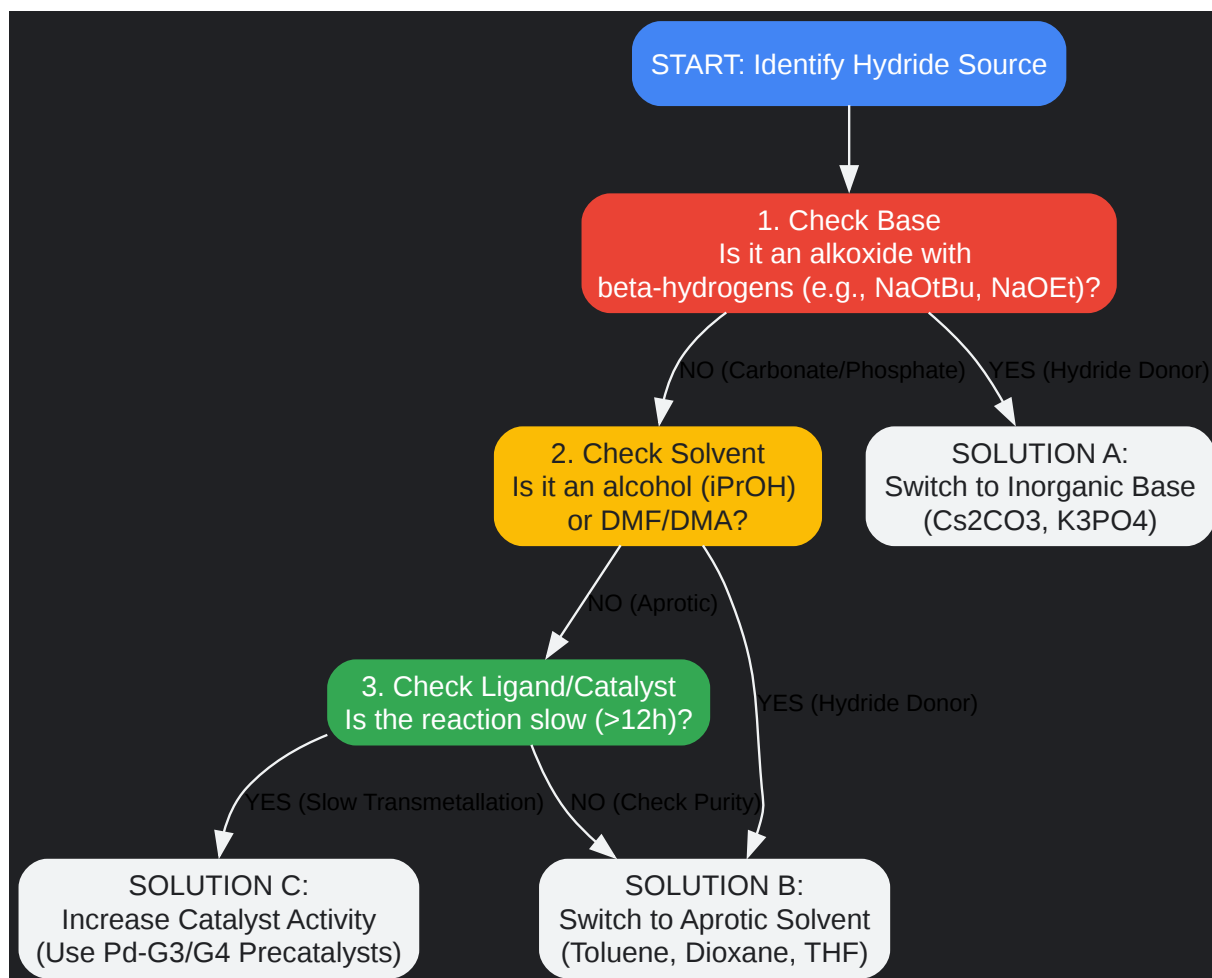 START: Identify Hydride Source
1. Check Base
Is it an alkoxide with
beta-hydrogens (e.g., NaOtBu, NaOEt)?
NO (Carbonate/Phosphate)
YES (Hydride Donor)
2. Check Solvent
Is it an alcohol (iPrOH)
or DMF/DMA?
SOLUTION A:
Switch to Inorganic Base
(Cs2CO3, K3PO4)
NO (Aprotic)
3. Check Ligand/Catalyst
Is the reaction slow (>12h)?
YES (Hydride Donor)
YES (Slow Transmetallation)
NO (Check Purity)
SOLUTION C:
Increase Catalyst Activity
(Use Pd-G3/G4 Precatalysts)
SOLUTION B:
Switch to Aprotic Solvent
(Toluene, Dioxane, THF)